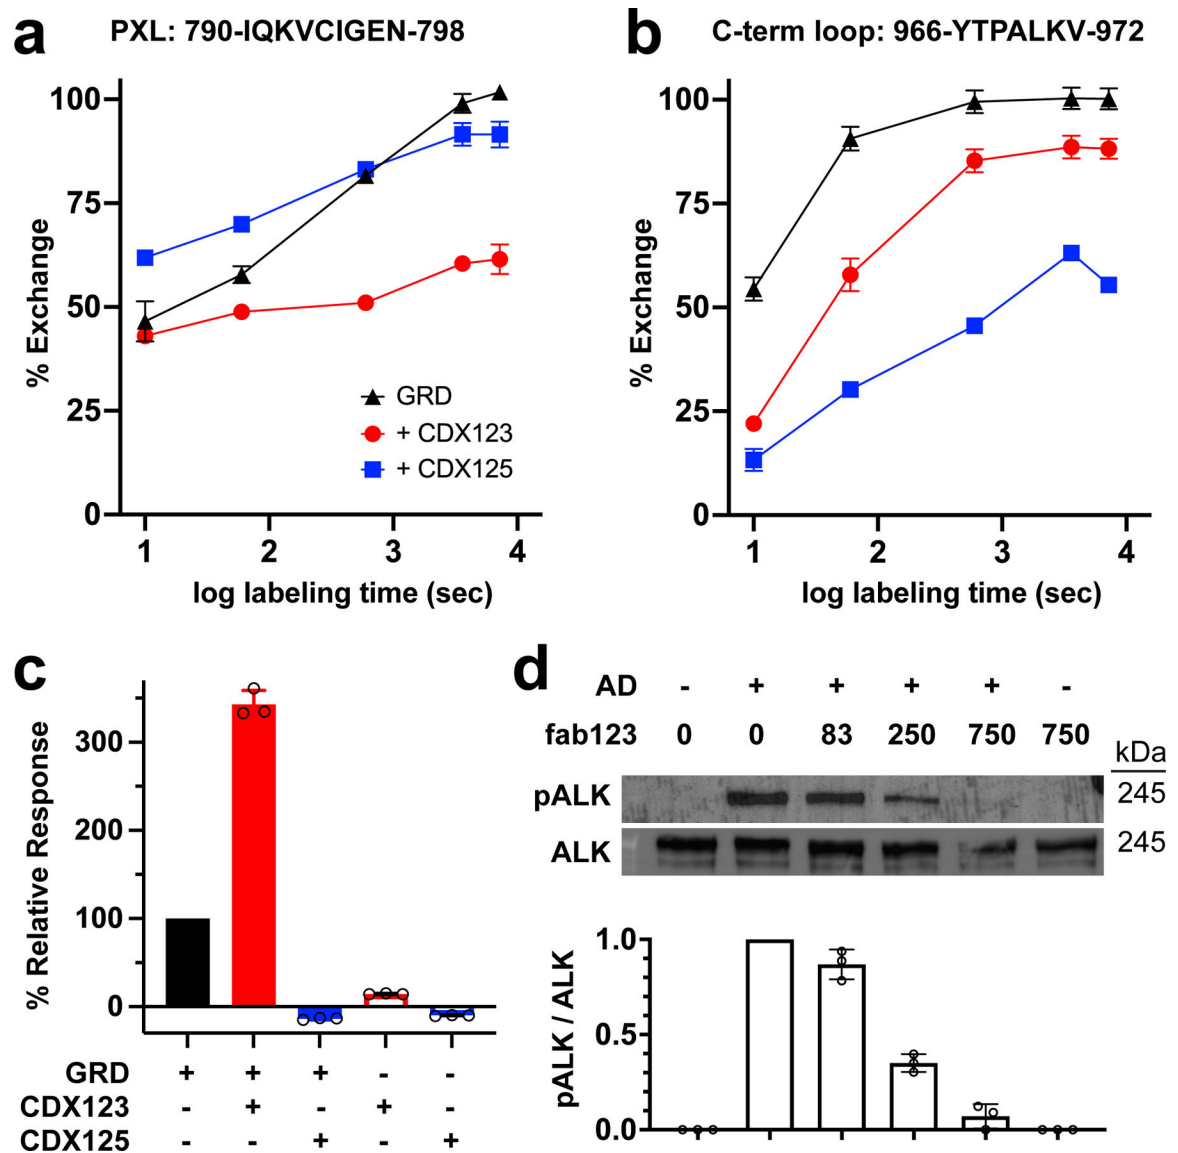 a PXL: 790-IQKVCIGEN-798
% Exchange
100
75
50
25
0
GRD
+ CDX123
+ CDX125
1 2 3 4
log labeling time (sec)
b C-term loop: 966-YTPALKV-972
% Exchange
100
75
50
25
0
1 2 3 4
log labeling time (sec)
c
% Relative Response
300
200
100
0
GRD + + + - -
CDX123 - + - + -
CDX125 - - + - +
d
AD - + + + + -
fab123 0 0 83 250 750 750
kDa
pALK 245
ALK 245
pALK / ALK
1.0
0.5
0.0